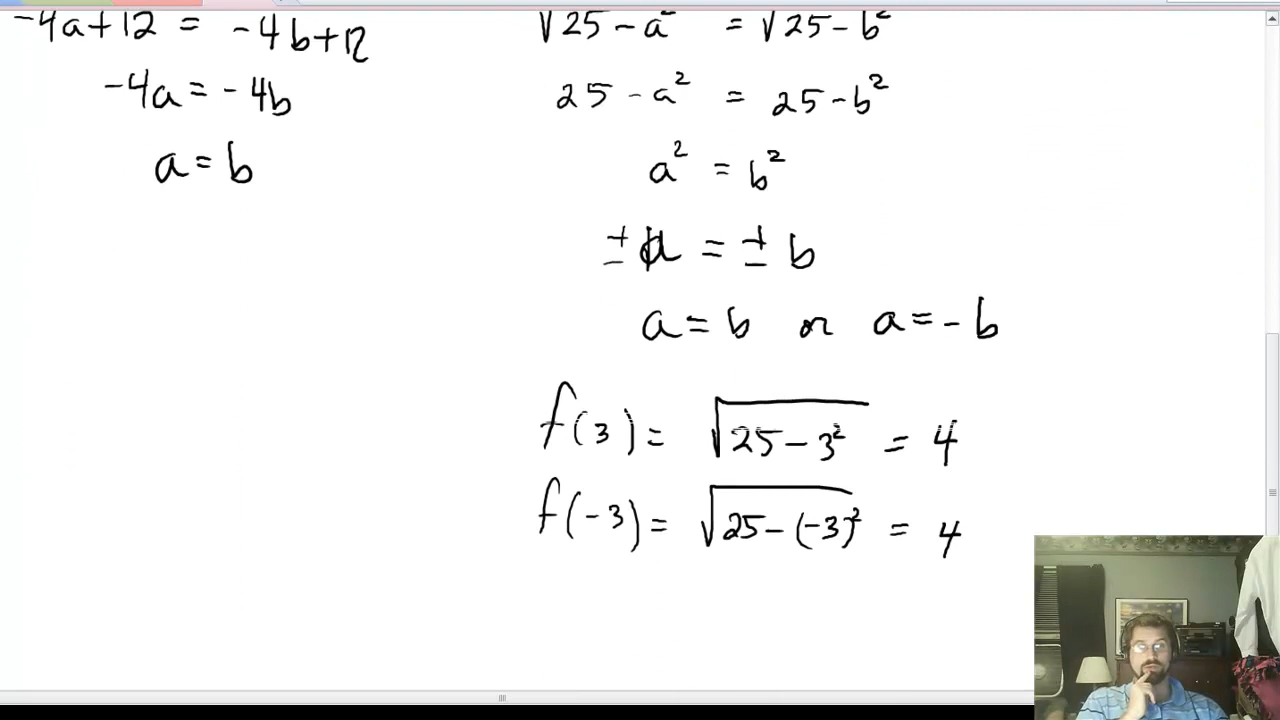 -4a+12 = -4b+12
-4a = -4b
a = b
√25 - a² = √25 - b²
25 - a² = 25 - b²
a² = b²
± a = ± b
a = b or a = -b
f(3) = √25 - 3² = 4
f(-3) = √25 - (-3)² = 4